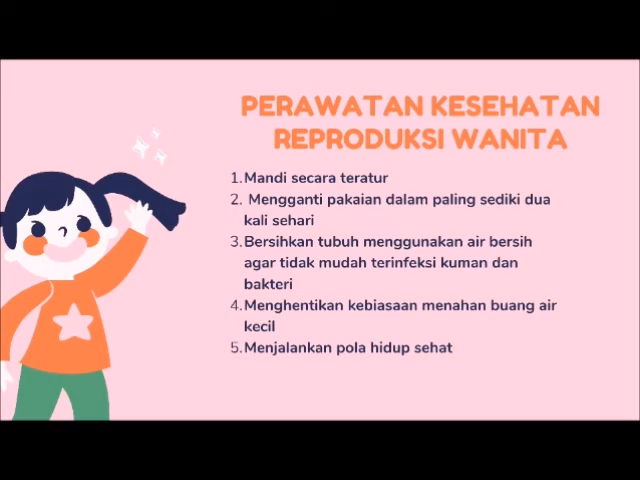 PERAWATAN KESEHATAN
REPRODUKSI WANITA
1. Mandi secara teratur
2. Mengganti pakaian dalam paling sediki dua
kali sehari
3. Bersihkan tubuh menggunakan air bersih
agar tidak mudah terinfeksi kuman dan
bakteri
4. Menghentikan kebiasaan menahan buang air
kecil
5. Menjalankan pola hidup sehat